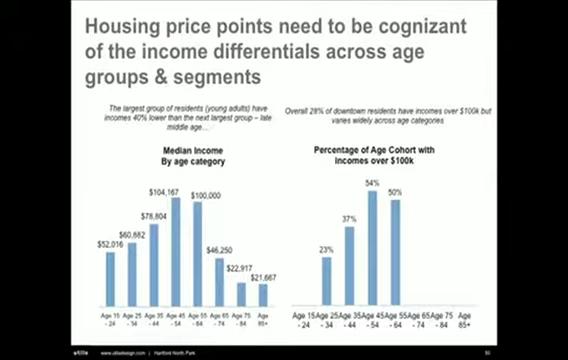 Housing price points need to be cognizant
of the income differentials across age
groups & segments
The largest group of residents (young adults) have
incomes 40% lower than the next largest group – late
middle age…
Median Income
By age category
$52,016
$60,882
$78,804
$104,167
$100,000
$46,250
$22,917
$21,667
Age 15 Age 25 Age 35 Age 45 Age 55 Age 65 Age 75 Age
- 24 - 34 - 44 - 54 - 64 - 74 - 84 85+
Overall 28% of downtown residents have incomes over $100k but
varies widely across age categories
Percentage of Age Cohort with
incomes over $100k
23%
37%
54%
50%
Age 15 Age 25 Age 35 Age 45 Age 55 Age 65 Age 75 Age
- 24 - 34 - 44 - 54 - 64 - 74 - 84 85+
www.utiledesign.com | Hartford North Park